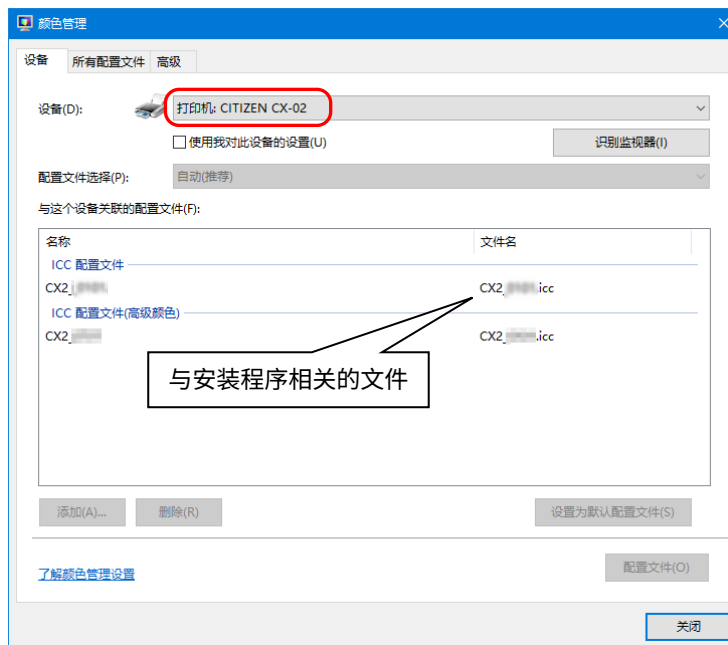 颜色管理
设备 所有配置文件 高级
设备(D): 打印机: CITIZEN CX-02
使用我对此设备的设置(U) 识别监视器(I)
配置文件选择(P): 自动(推荐)
与这个设备关联的配置文件(F):
名称 文件名
ICC 配置文件
CX2_ CX2_ .icc
ICC 配置文件(高级颜色)
CX2_ CX2_ .icc
与安装程序相关的文件
添加(A)... 删除(R) 设置为默认配置文件(S)
了解颜色管理设置 配置文件(O)
关闭